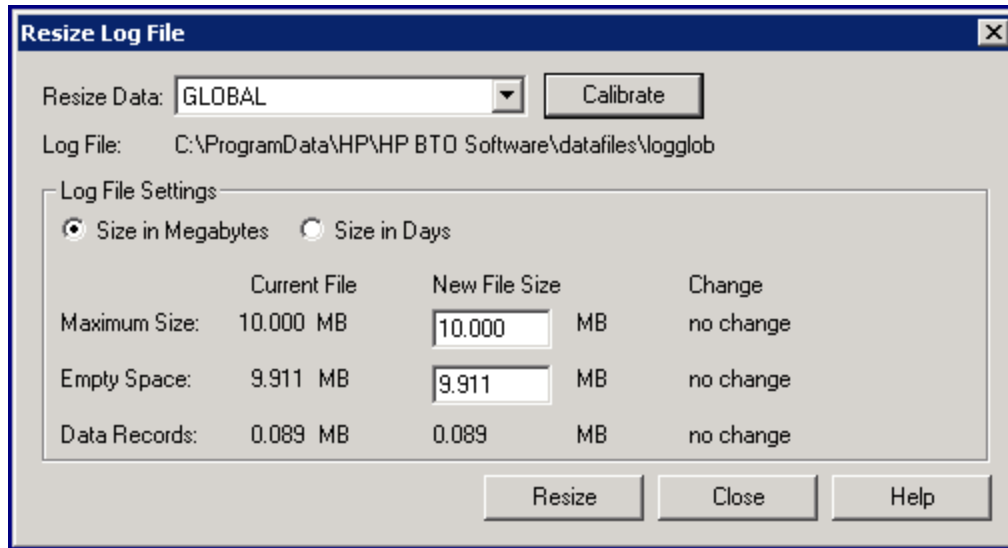 Resize Log File
Resize Data: GLOBAL Calibrate
Log File: C:\ProgramData\HP\HP BTO Software\datafiles\logglob
Log File Settings
Size in Megabytes Size in Days
Current File New File Size Change
Maximum Size: 10.000 MB 10.000 MB no change
Empty Space: 9.911 MB 9.911 MB no change
Data Records: 0.089 MB 0.089 MB no change
Resize Close Help